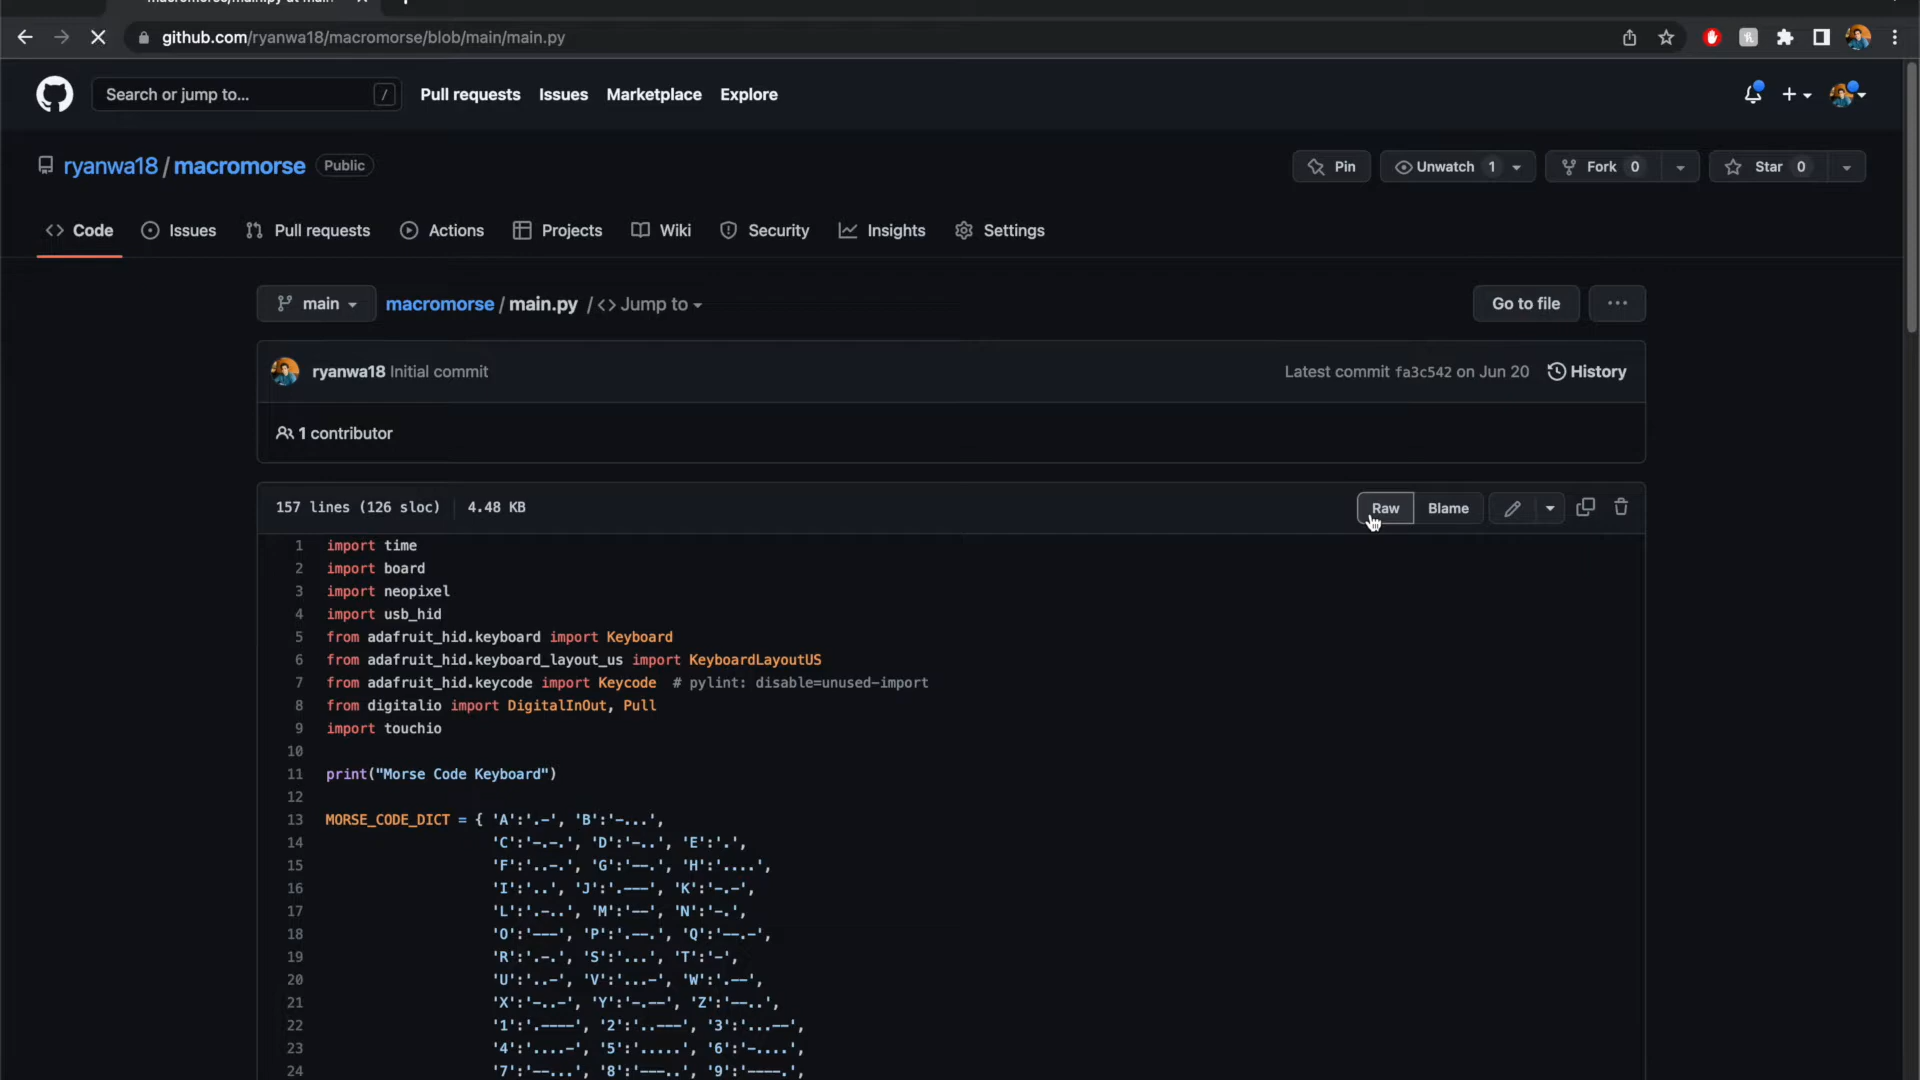 github.com/ryanwa18/macromorse/blob/main/main.py
Search or jump to... /
Pull requests Issues Marketplace Explore
ryanwa18 / macromorse Public
Pin Unwatch 1 Fork 0 Star 0
Code Issues Pull requests Actions Projects Wiki Security Insights Settings
main macromorse / main.py / <> Jump to
Go to file ...
ryanwa18 Initial commit
Latest commit fa3c542 on Jun 20 History
1 contributor
157 lines (126 sloc) 4.48 KB
Raw Blame
1 import time
2 import board
3 import neopixel
4 import usb_hid
5 from adafruit_hid.keyboard import Keyboard
6 from adafruit_hid.keyboard_layout_us import KeyboardLayoutUS
7 from adafruit_hid.keycode import Keycode # pylint: disable=unused-import
8 from digitalio import DigitalInOut, Pull
9 import touchio
10
11 print("Morse Code Keyboard")
12
13 MORSE_CODE_DICT = { 'A':'.-', 'B':'-...',
14 'C':'-.-.', 'D':'-..', 'E':'.',
15 'F':'..-.', 'G':'--.', 'H':'....',
16 'I':'..', 'J':'.---', 'K':'-.-',
17 'L':'.-..', 'M':'--', 'N':'-.',
18 'O':'---', 'P':'.--.', 'Q':'--.-',
19 'R':'.-.', 'S':'...', 'T':'-',
20 'U':'..-', 'V':'...-', 'W':'.--',
21 'X':'-..-', 'Y':'-.--', 'Z':'--..',
22 '1':'.----', '2':'..---', '3':'...--',
23 '4':'....-', '5':'.....', '6':'-....',
24 '7':'--...', '8':'---..', '9':'----.',